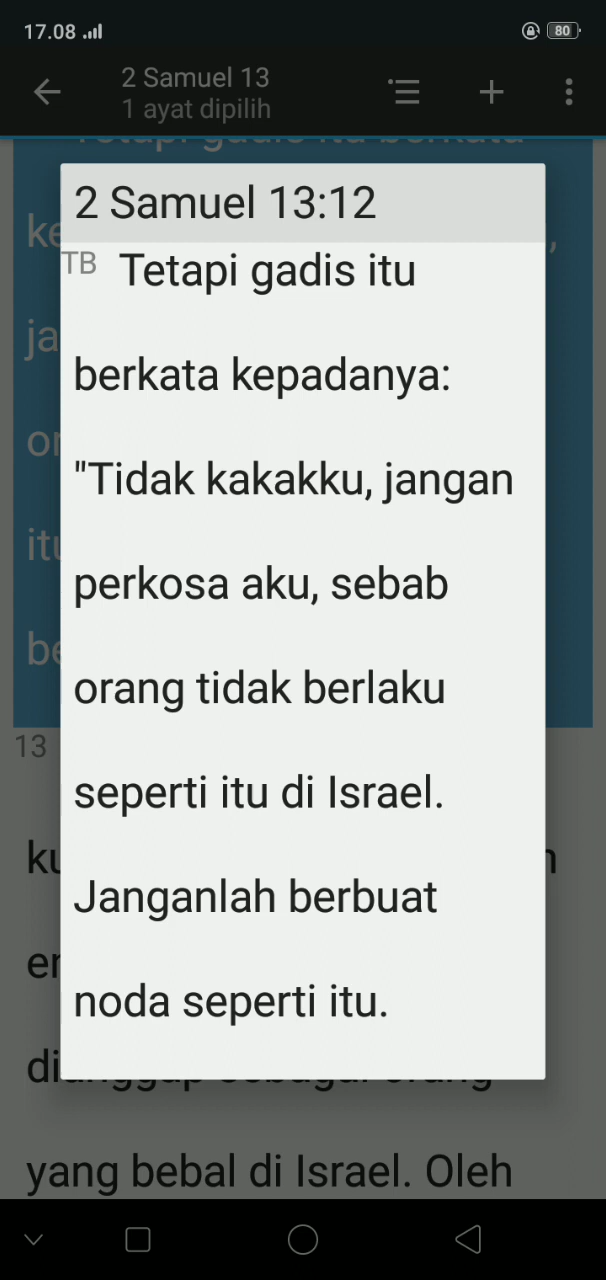 17.08
80
2 Samuel 13
1 ayat dipilih
2 Samuel 13:12
TB Tetapi gadis itu
berkata kepadanya:
"Tidak kakakku, jangan
perkosa aku, sebab
orang tidak berlaku
seperti itu di Israel.
Janganlah berbuat
noda seperti itu.
13
yang bebal di Israel. Oleh